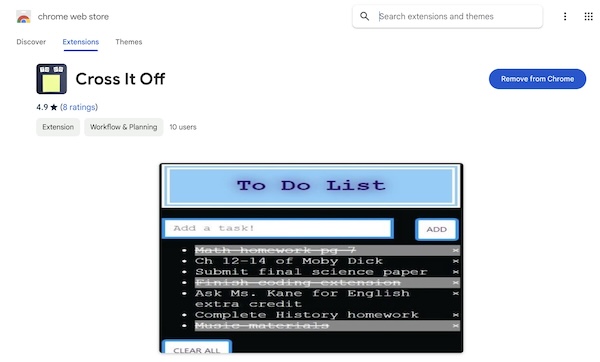 chrome web store
Search extensions and themes
Discover Extensions Themes
Cross It Off
Remove from Chrome
4.9 ★ (8 ratings)
Extension Workflow & Planning 10 users
To Do List
Add a task! ADD
Math homework pg 7 ×
Ch 12-14 of Moby Dick ×
Submit final science paper ×
Finish coding extension ×
Ask Ms. Kane for English ×
extra credit
Complete History homework ×
Music materials ×
CLEAR ALL